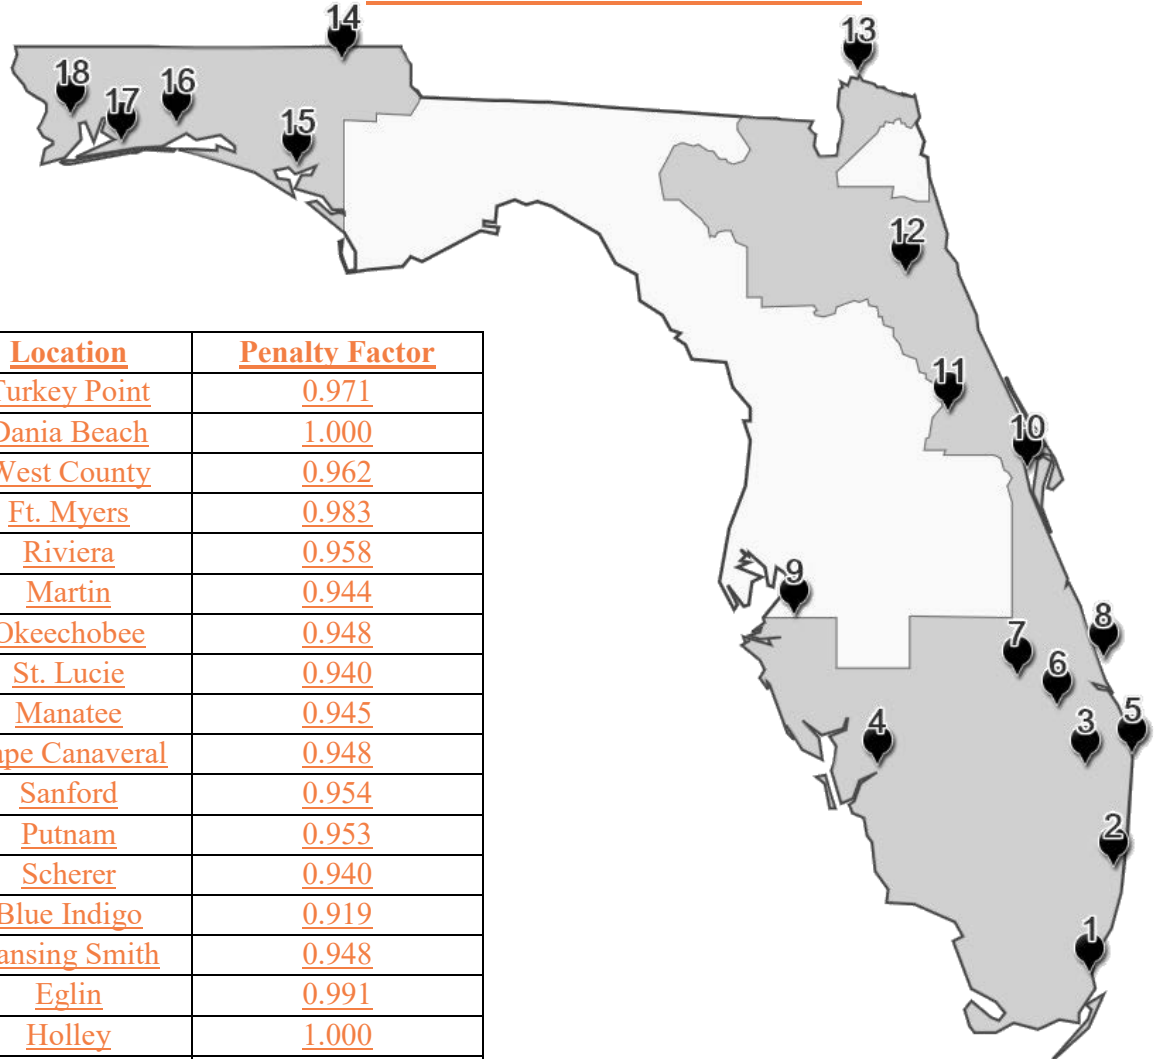 14
13
18
16
17
15
12
Location Penalty Factor
Turkey Point 0.971
Dania Beach 1.000
West County 0.962
Ft. Myers 0.983
Riviera 0.958
Martin 0.944
Okeechobee 0.948
St. Lucie 0.940
Manatee 0.945
ape Canaveral 0.948
Sanford 0.954
Putnam 0.953
Scherer 0.940
Blue Indigo 0.919
ansing Smith 0.948
Eglin 0.991
Holley 1.000
11
10
9
8
7
6
5
4
3
2
1